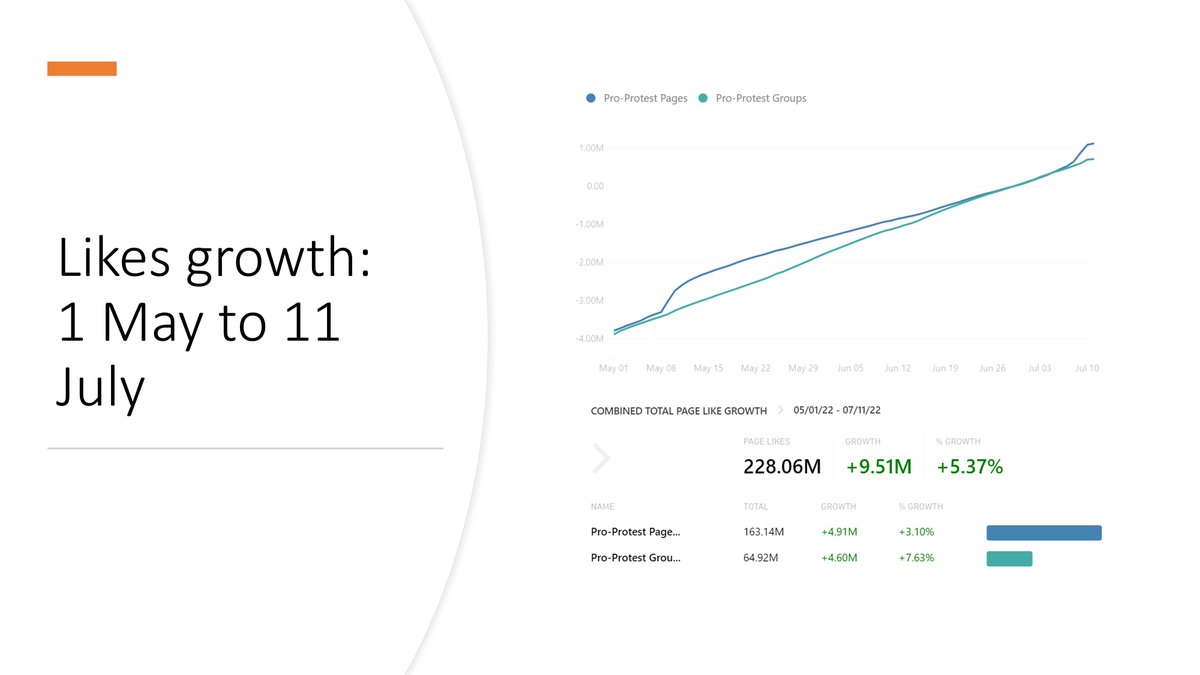 Likes growth:
1 May to 11
July
Pro-Protest Pages Pro-Protest Groups
1.00M
0.00
-1.00M
-2.00M
-3.00M
-4.00M
May 01 May 08 May 15 May 22 May 29 Jun 05 Jun 12 Jun 19 Jun 26 Jul 03 Jul 10
COMBINED TOTAL PAGE LIKE GROWTH 05/01/22 - 07/11/22
PAGE LIKES GROWTH % GROWTH
228.06M +9.51M +5.37%
NAME TOTAL GROWTH % GROWTH
Pro-Protest Page... 163.14M +4.91M +3.10%
Pro-Protest Grou... 64.92M +4.60M +7.63%